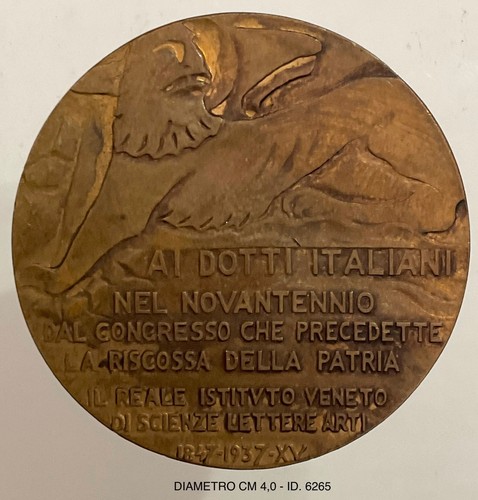 AI DOTTI ITALIANI
NEL NOVANTENNIO
DAL CONGRESSO CHE PRECEDETTE
LA RISCOSSA DELLA PATRIA
IL REALE ISTITVTO VENETO
DI SCIENZE LETTERE ARTI
1847-1937-XV
DIAMETRO CM 4,0 - ID. 6265